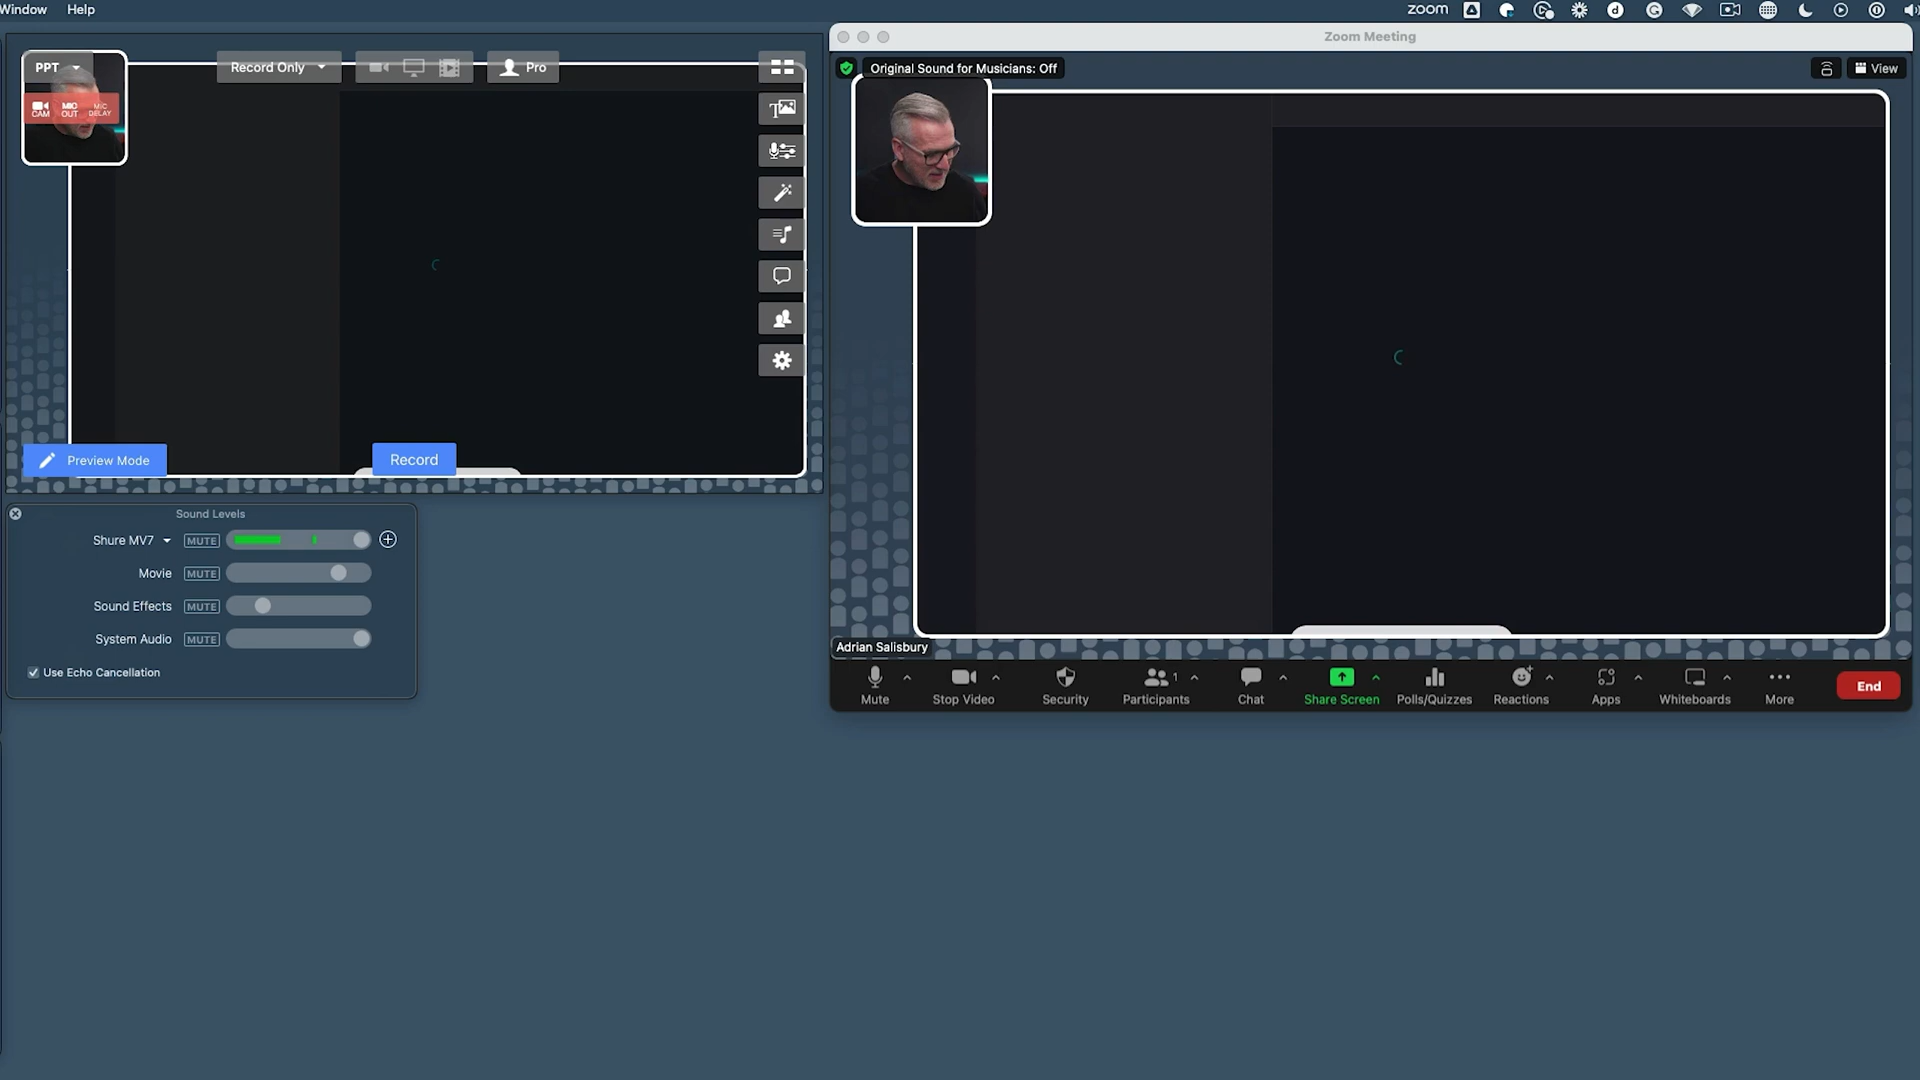 Window Help
zoom
PPT
Record Only
Pro
CAM
MIC OUT
MIC DELAY
Preview Mode
Record
Sound Levels
Shure MV7 MUTE
Movie MUTE
Sound Effects MUTE
System Audio MUTE
Use Echo Cancellation
Zoom Meeting
Original Sound for Musicians: Off
View
Adrian Salisbury
Mute
Stop Video
Security
Participants 1
Chat
Share Screen
Polls/Quizzes
Reactions
Apps
Whiteboards
More
End